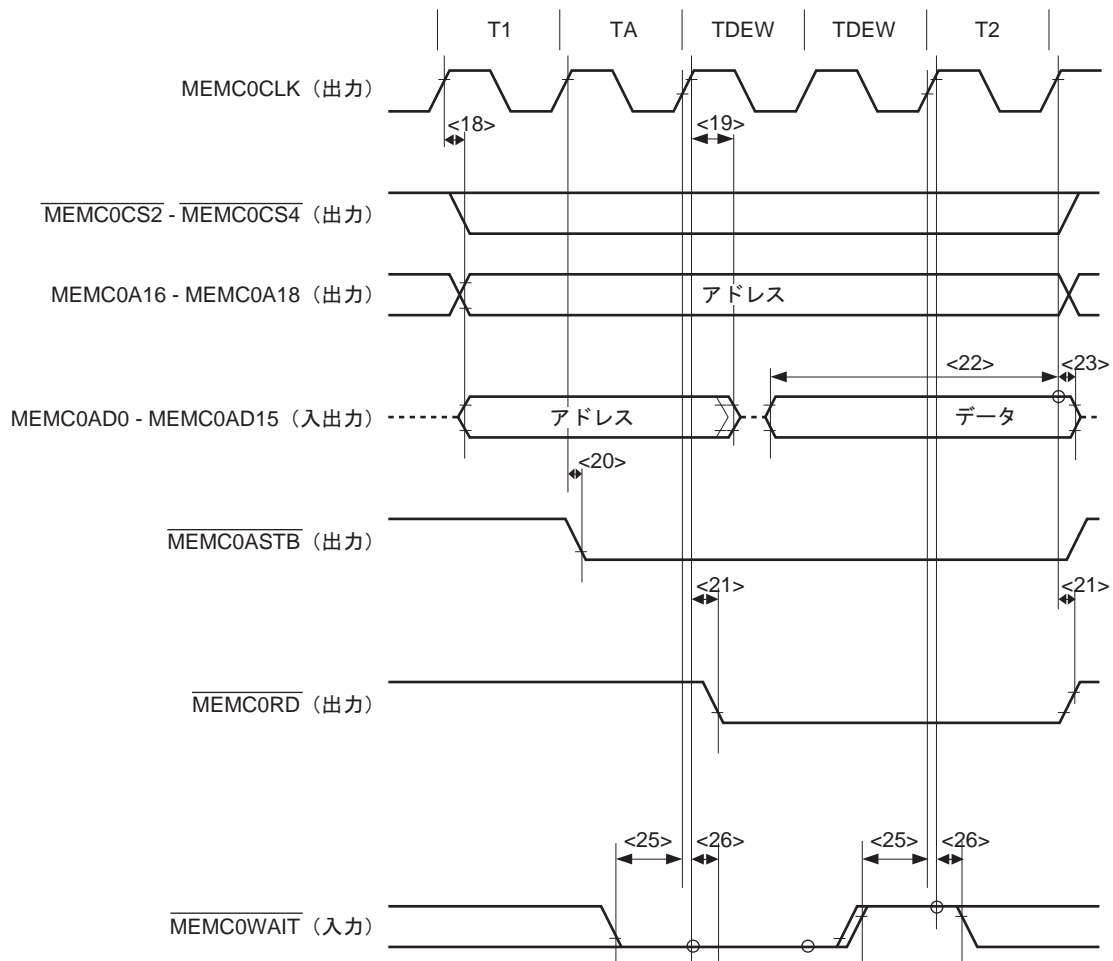 T1 TA TDEW TDEW T2
MEMC0CLK（出力）
<18> <19>
MEMC0CS2 - MEMC0CS4（出力）
MEMC0A16 - MEMC0A18（出力） アドレス
<22> <23>
MEMC0AD0 - MEMC0AD15（入出力） アドレス データ
<20>
MEMC0ASTB（出力）
<21> <21>
MEMC0RD（出力）
<25> <26> <25> <26>
MEMC0WAIT（入力）